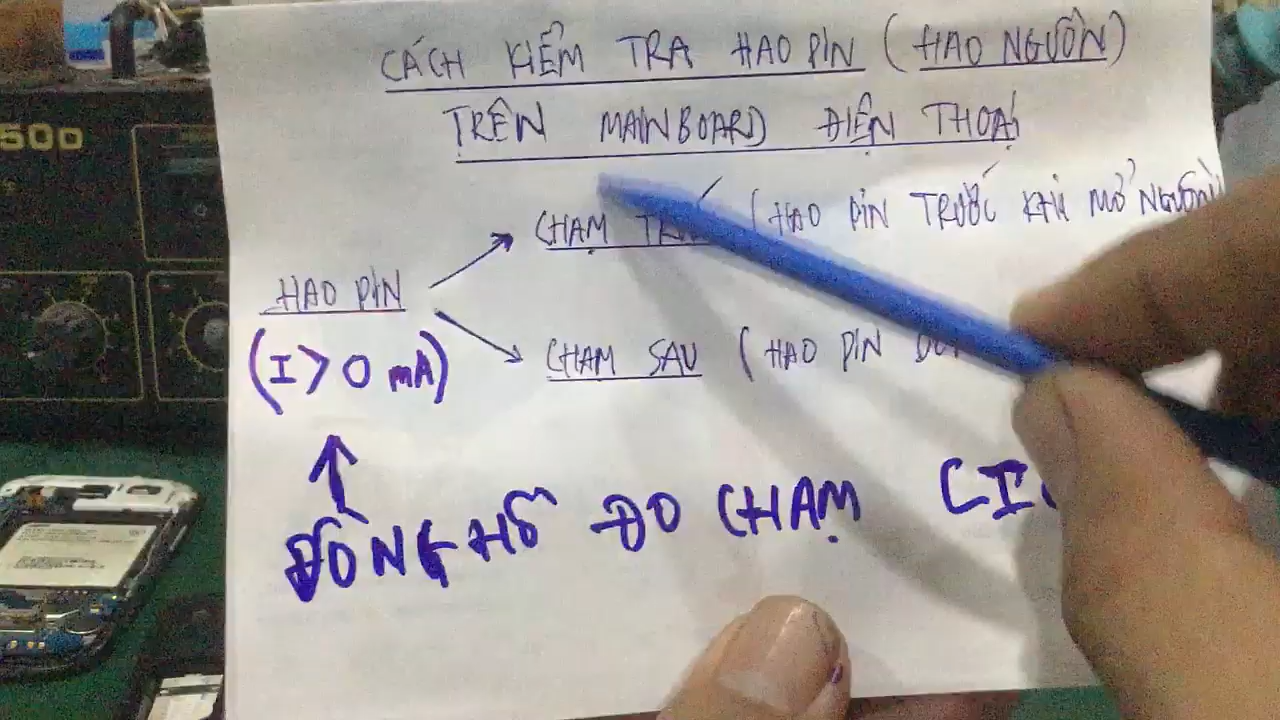 50D
CÁCH KIỂM TRA HAO PIN (HAO NGUỒN)
TRÊN MAINBOARD ĐIỆN THOẠI
CHẠM (HAO PIN TRƯỚC KHI MỞ NGUỒN)
HAO PIN
(I > 0 mA)
CHẠM SAU (HAO PIN
ĐỒNG HỒ ĐO CHẠM